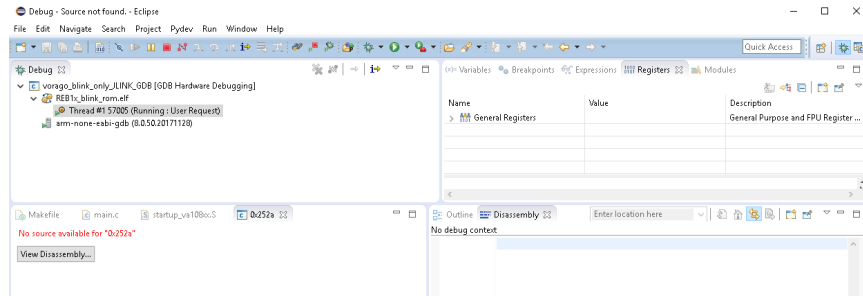 Debug - Source not found. - Eclipse
File Edit Navigate Search Project Pydev Run Window Help
Quick Access
Debug
vorago_blink_only_JLINK_GDB [GDB Hardware Debugging]
REB1x_blink_rom.elf
Thread #1 57005 (Running : User Request)
arm-none-eabi-gdb (8.0.50.20171128)
(x)= Variables Breakpoints Expressions Registers Modules
Name Value Description
General Registers General Purpose and FPU Register ...
Makefile main.c startup_va108xx.S 0x252a
No source available for "0x252a"
View Disassembly...
Outline Disassembly Enter location here
No debug context